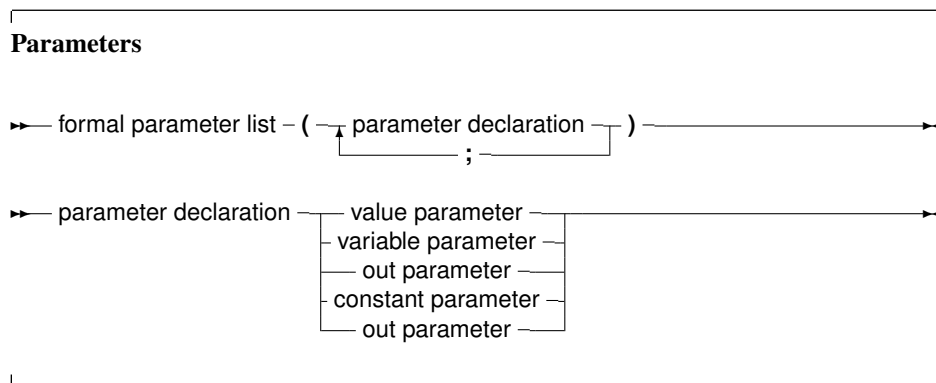 Parameters
formal parameter list ( parameter declaration )
;
parameter declaration value parameter
variable parameter
out parameter
constant parameter
out parameter